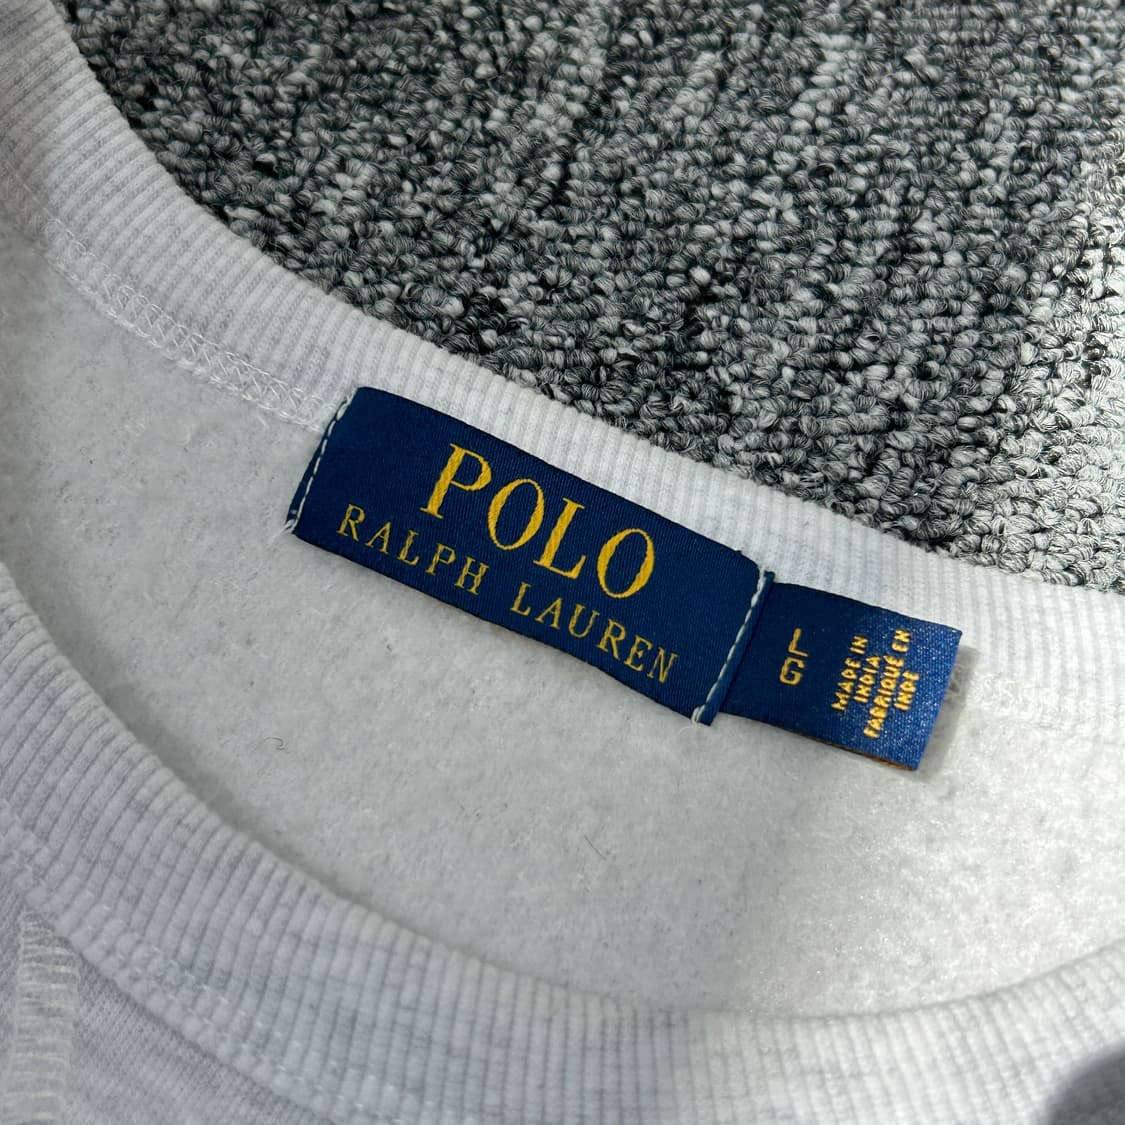 POLO
RALPH LAUREN
LG
MADE IN
INDIA
FABRIQUÉ EN
INDE